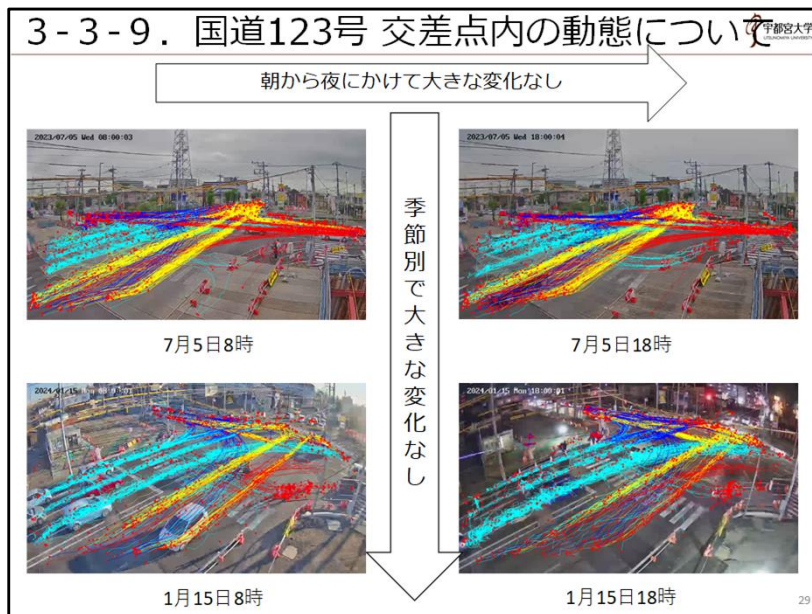 3-3-9．国道123号 交差点内の動態について
宇都宮大学
UTSUNOMIYA UNIVERSITY
朝から夜にかけて大きな変化なし
2023/07/05 Wed 08:00:03
2023/07/05 Wed 18:00:04
季節別で大きな変化なし
7月5日8時
7月5日18時
2024/01/15 Mon 18:00:01
1月15日8時
1月15日18時
29